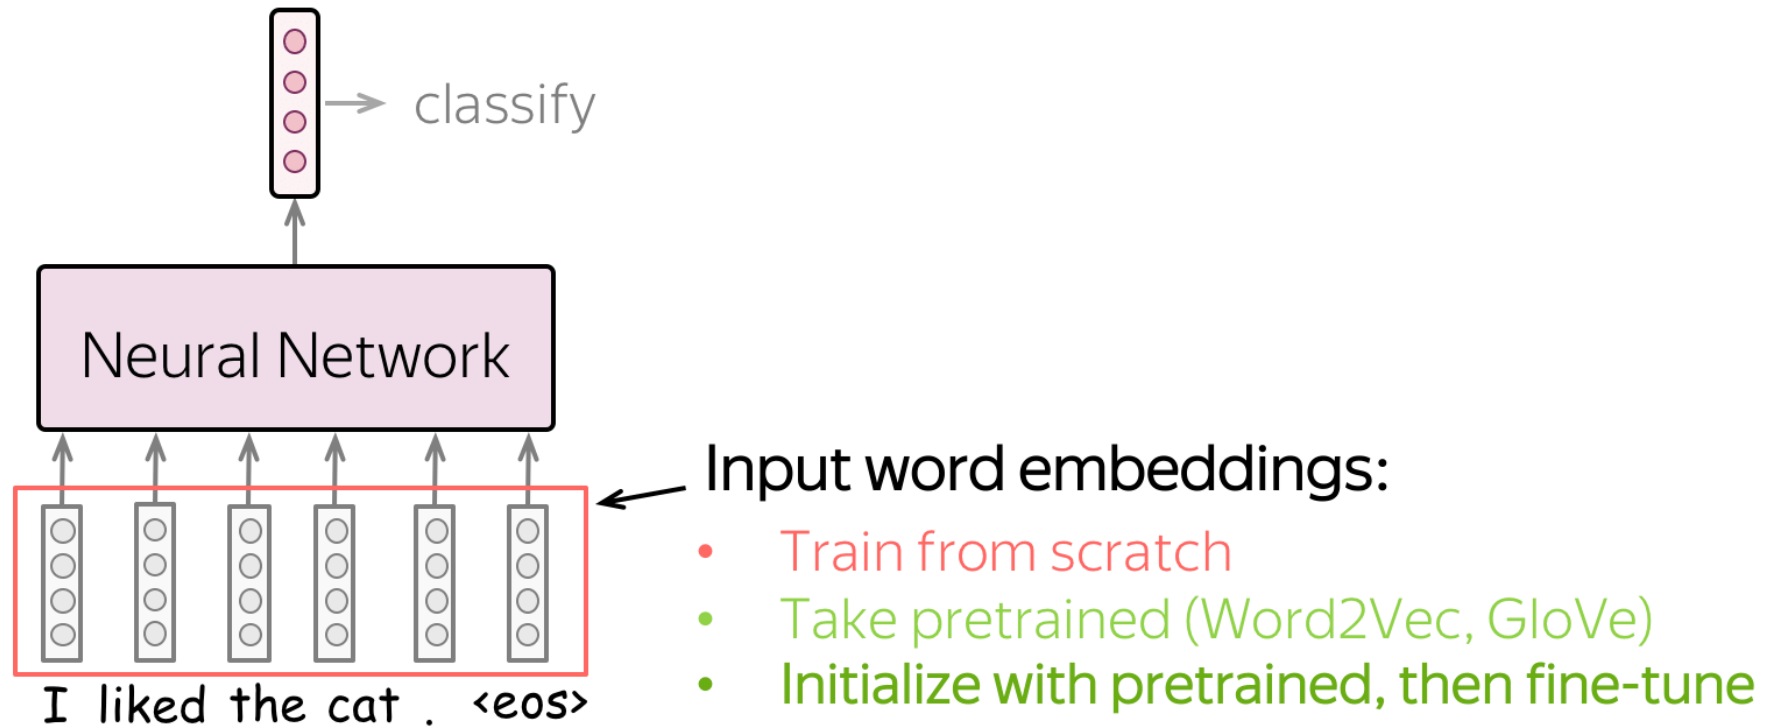 classify
Neural Network
Input word embeddings:
• Train from scratch
• Take pretrained (Word2Vec, GloVe)
• Initialize with pretrained, then fine-tune
I liked the cat . <eos>